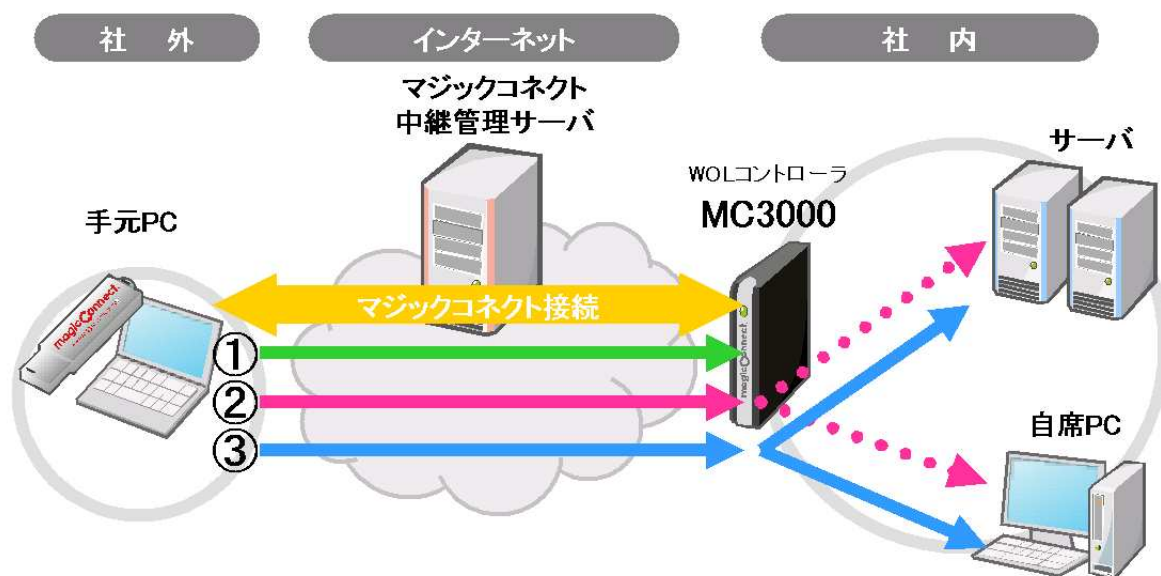 社 外
インターネット
社 内
マジックコネクト
中継管理サーバ
サーバ
WOLコントローラ
MC3000
手元PC
magicConnect
マジックコネクト接続
①
②
③
magicConnect
自席PC